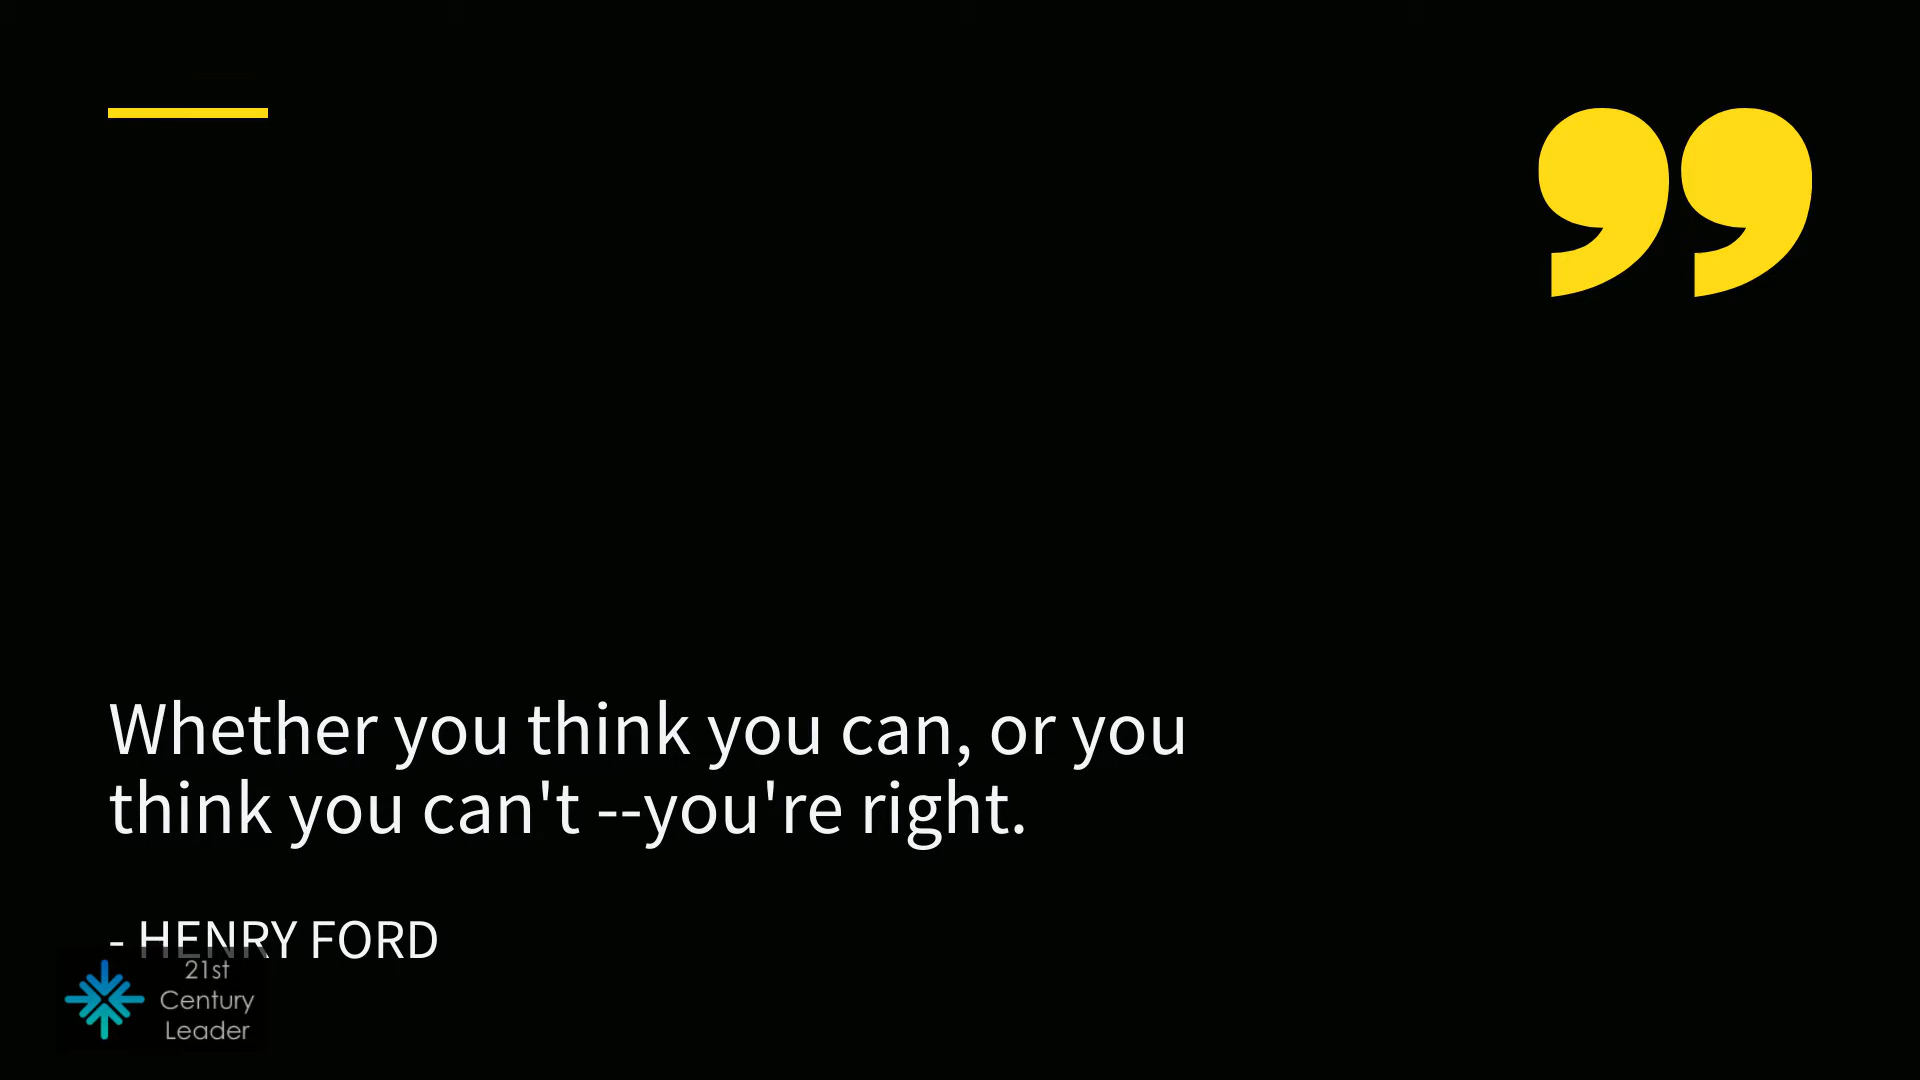 ”
Whether you think you can, or you
think you can't --you're right.
- HENRY FORD
21st
Century
Leader